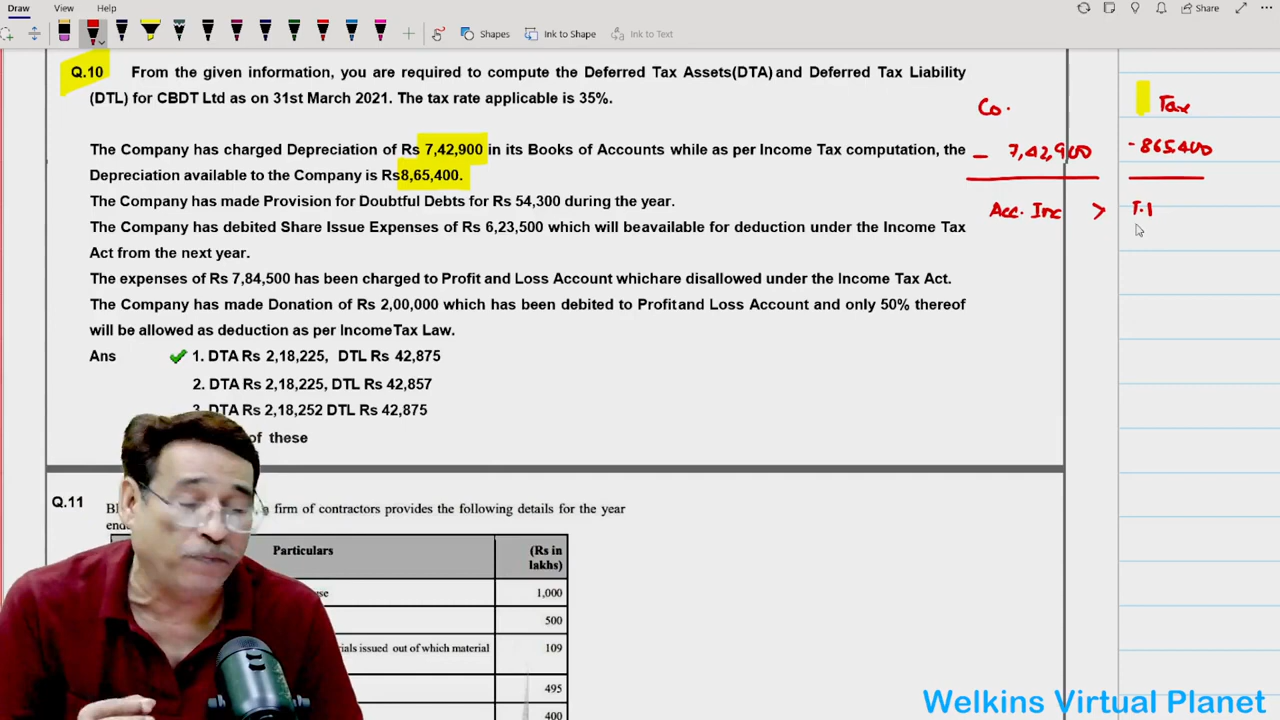 Draw View Help
Share
Shapes Ink to Shape Ink to Text
Q.10 From the given information, you are required to compute the Deferred Tax Assets(DTA) and Deferred Tax Liability
(DTL) for CBDT Ltd as on 31st March 2021. The tax rate applicable is 35%.
The Company has charged Depreciation of Rs 7,42,900 in its Books of Accounts while as per Income Tax computation, the
Depreciation available to the Company is Rs8,65,400.
The Company has made Provision for Doubtful Debts for Rs 54,300 during the year.
The Company has debited Share Issue Expenses of Rs 6,23,500 which will beavailable for deduction under the Income Tax
Act from the next year.
The expenses of Rs 7,84,500 has been charged to Profit and Loss Account whichare disallowed under the Income Tax Act.
The Company has made Donation of Rs 2,00,000 which has been debited to Profitand Loss Account and only 50% thereof
will be allowed as deduction as per IncomeTax Law.
Ans 1. DTA Rs 2,18,225, DTL Rs 42,875
2. DTA Rs 2,18,225, DTL Rs 42,857
3. DTA Rs 2,18,252 DTL Rs 42,875
of these
Co. Tax
- 7,42,900 - 865400
Acc. Inc > T.I
Q.11
firm of contractors provides the following details for the year
Particulars (Rs in
lakhs)
1,000
500
issued out of which material 109
495
400
Welkins Virtual Planet